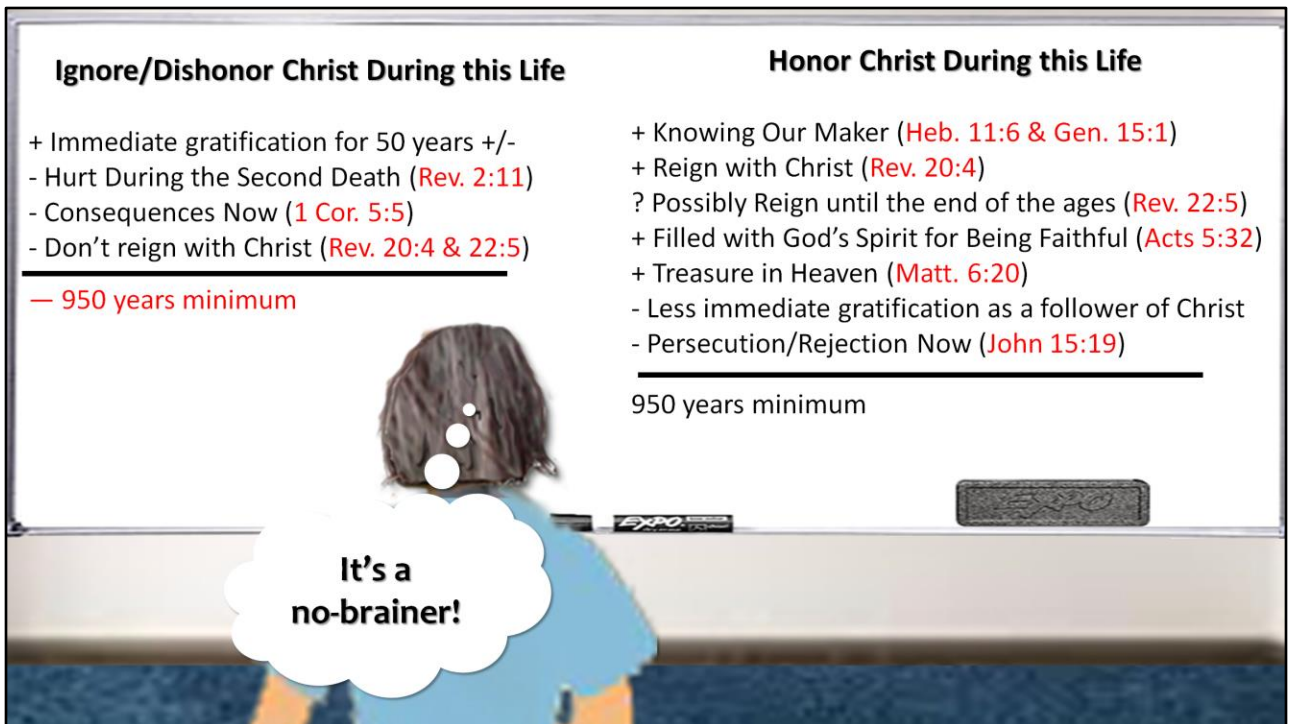 Ignore/Dishonor Christ During this Life
+ Immediate gratification for 50 years +/-
- Hurt During the Second Death (Rev. 2:11)
- Consequences Now (1 Cor. 5:5)
- Don’t reign with Christ (Rev. 20:4 & 22:5)
— 950 years minimum
Honor Christ During this Life
+ Knowing Our Maker (Heb. 11:6 & Gen. 15:1)
+ Reign with Christ (Rev. 20:4)
? Possibly Reign until the end of the ages (Rev. 22:5)
+ Filled with God’s Spirit for Being Faithful (Acts 5:32)
+ Treasure in Heaven (Matt. 6:20)
- Less immediate gratification as a follower of Christ
- Persecution/Rejection Now (John 15:19)
950 years minimum
EXPO
EXPO
It’s a
no-brainer!